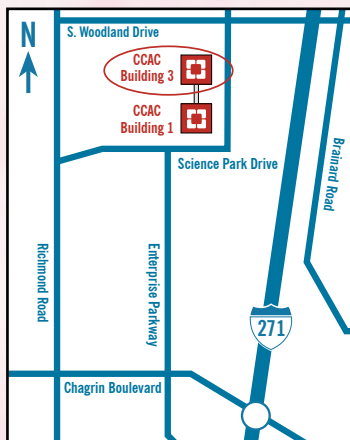 N
S. Woodland Drive
CCAC
Building 3
CCAC
Building 1
Science Park Drive
Brainard Road
Richmond Road
Enterprise Parkway
271
Chagrin Boulevard